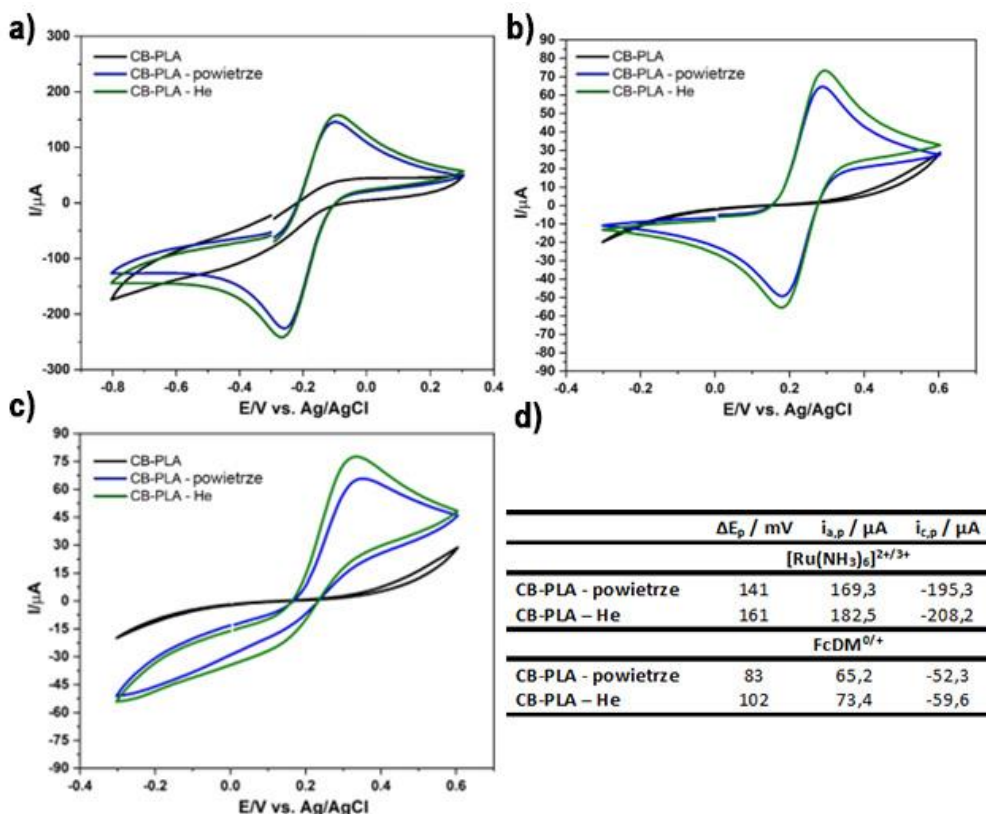 a)
CB-PLA
CB-PLA - powietrze
CB-PLA - He
300
200
100
0
-100
-200
-300
I/µA
-0.8 -0.6 -0.4 -0.2 0.0 0.2 0.4
E/V vs. Ag/AgCl
b)
CB-PLA
CB-PLA - powietrze
CB-PLA - He
90
80
70
60
50
40
30
20
10
0
-10
-20
-30
-40
-50
-60
-70
-80
-90
I/µA
-0.4 -0.2 0.0 0.2 0.4 0.6
E/V vs. Ag/AgCl
c)
CB-PLA
CB-PLA - powietrze
CB-PLA - He
90
75
60
45
30
15
0
-15
-30
-45
-60
-75
-90
I/µA
-0.4 -0.2 0.0 0.2 0.4 0.6
E/V vs. Ag/AgCl
d)
ΔEₚ / mV iₐ,ₚ / µA i꜀,ₚ / µA
[Ru(NH₃)₆]²⁺/³⁺
CB-PLA - powietrze 141 169,3 -195,3
CB-PLA – He 161 182,5 -208,2
FcDM⁰/⁺
CB-PLA - powietrze 83 65,2 -52,3
CB-PLA – He 102 73,4 -59,6